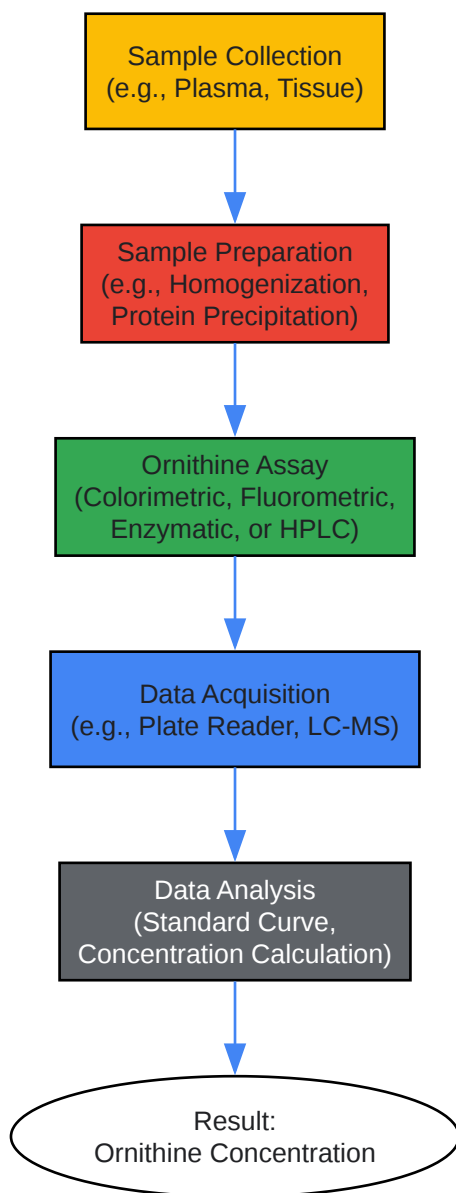 Sample Collection
(e.g., Plasma, Tissue)
Sample Preparation
(e.g., Homogenization,
Protein Precipitation)
Ornithine Assay
(Colorimetric, Fluorometric,
Enzymatic, or HPLC)
Data Acquisition
(e.g., Plate Reader, LC-MS)
Data Analysis
(Standard Curve,
Concentration Calculation)
Result:
Ornithine Concentration